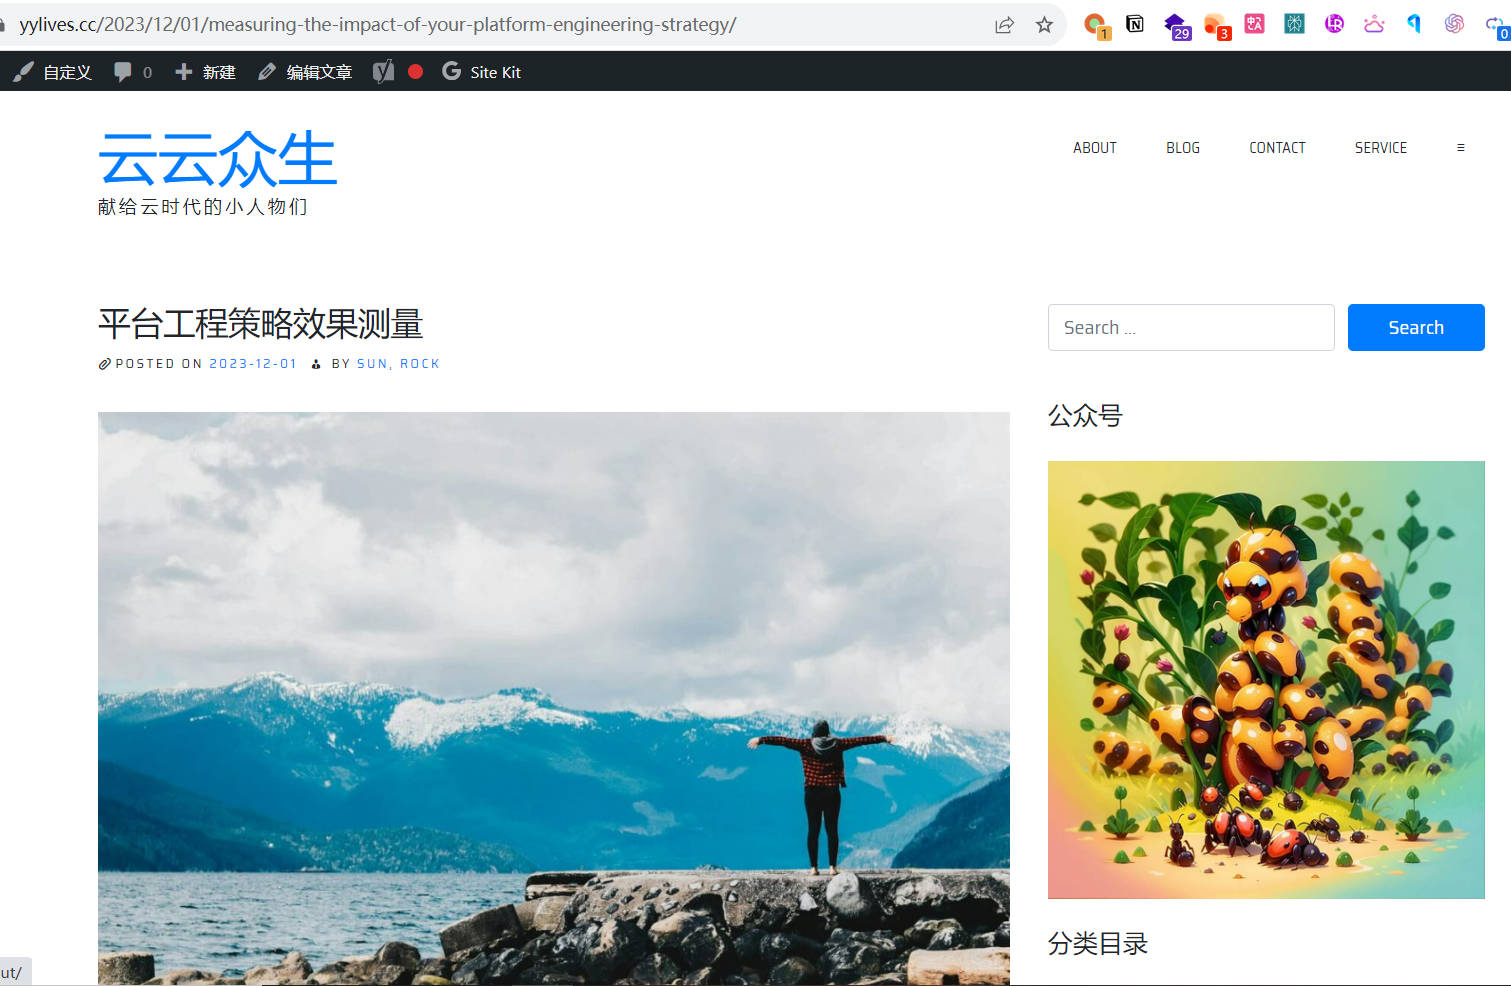 yylives.cc/2023/12/01/measuring-the-impact-of-your-platform-engineering-strategy/
1
29
3
0
自定义 0 新建 编辑文章 Site Kit
云云众生
献给云时代的小人物们
ABOUT BLOG CONTACT SERVICE ≡
平台工程策略效果测量
POSTED ON 2023-12-01 BY SUN, ROCK
Search ... Search
公众号
分类目录
ut/